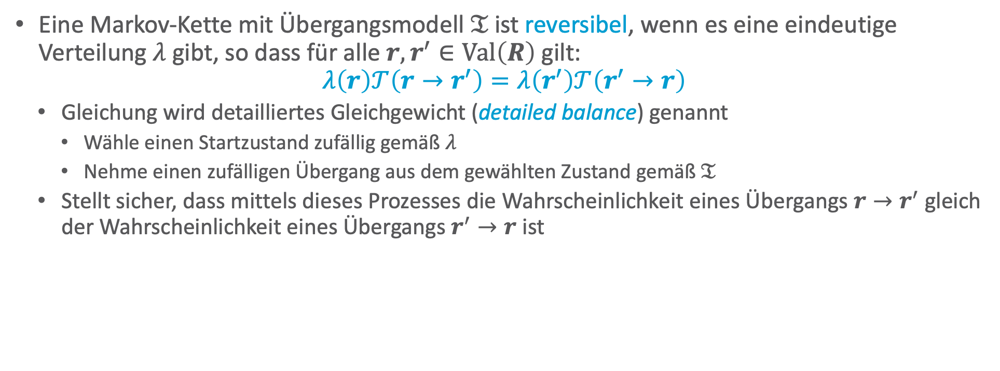 • Eine Markov-Kette mit Übergangsmodell 𝔗 ist reversibel, wenn es eine eindeutige
Verteilung λ gibt, so dass für alle 𝒓, 𝒓′ ∈ Val(𝑹) gilt:
λ(𝒓)𝒯(𝒓 → 𝒓′) = λ(𝒓′)𝒯(𝒓′ → 𝒓)
• Gleichung wird detailliertes Gleichgewicht (detailed balance) genannt
• Wähle einen Startzustand zufällig gemäß λ
• Nehme einen zufälligen Übergang aus dem gewählten Zustand gemäß 𝔗
• Stellt sicher, dass mittels dieses Prozesses die Wahrscheinlichkeit eines Übergangs 𝒓 → 𝒓′ gleich
der Wahrscheinlichkeit eines Übergangs 𝒓′ → 𝒓 ist